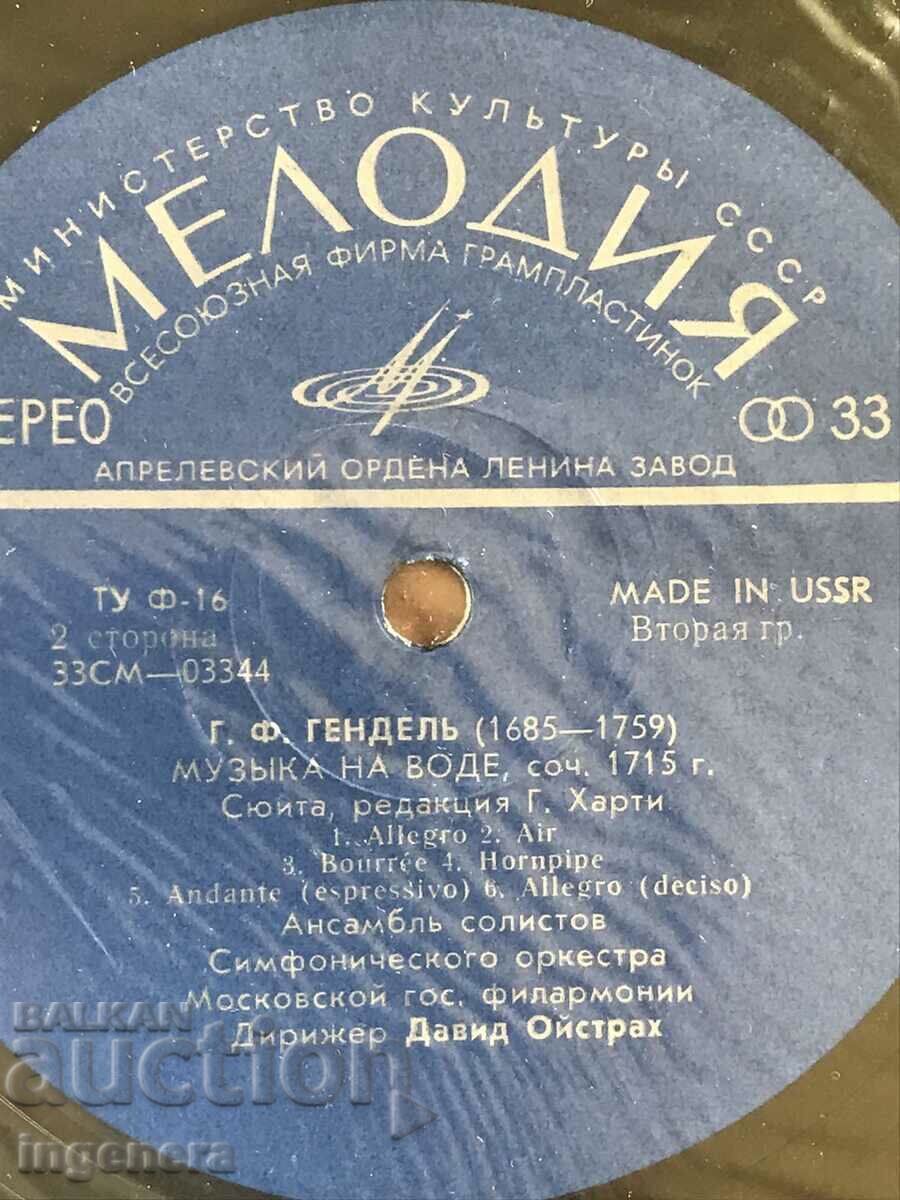 МИНИСТЕРСТВО КУЛЬТУРЫ СССР
МЕЛОДИЯ
ВСЕСОЮЗНАЯ ФИРМА ГРАМПЛАСТИНОК
ЕРЕО
33
АПРЕЛЕВСКИЙ ОРДЕНА ЛЕНИНА ЗАВОД
ТУ Ф-16
2 сторона
33СМ—03344
MADE IN USSR
Вторая гр.
Г. Ф. ГЕНДЕЛЬ (1685—1759)
МУЗЫКА НА ВОДЕ, соч. 1715 г.
Сюита, редакция Г. Харти
1. Allegro 2. Air
3. Bourrée 4. Hornpipe
5. Andante (espressivo) 6. Allegro (deciso)
Ансамбль солистов
Симфонического оркестра
Московской гос. филармонии
Дирижер Давид Ойстрах
BALKAN
auction
ingenera